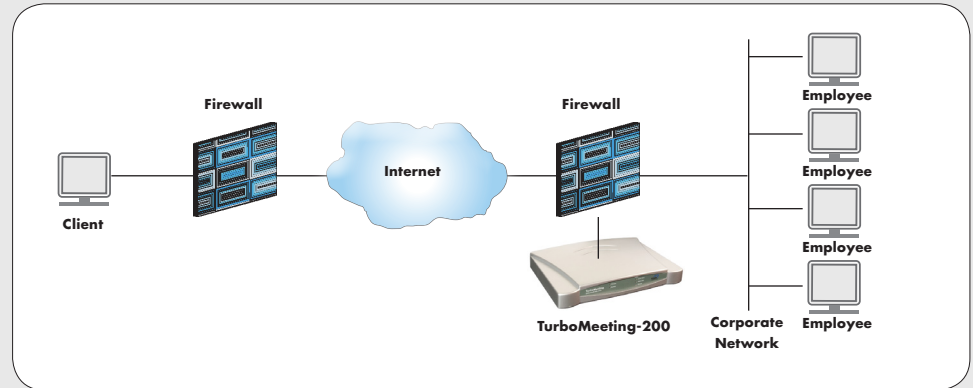 Firewall
Firewall
Internet
Client
TurboMeeting-200
Corporate
Network
Employee
Employee
Employee
Employee